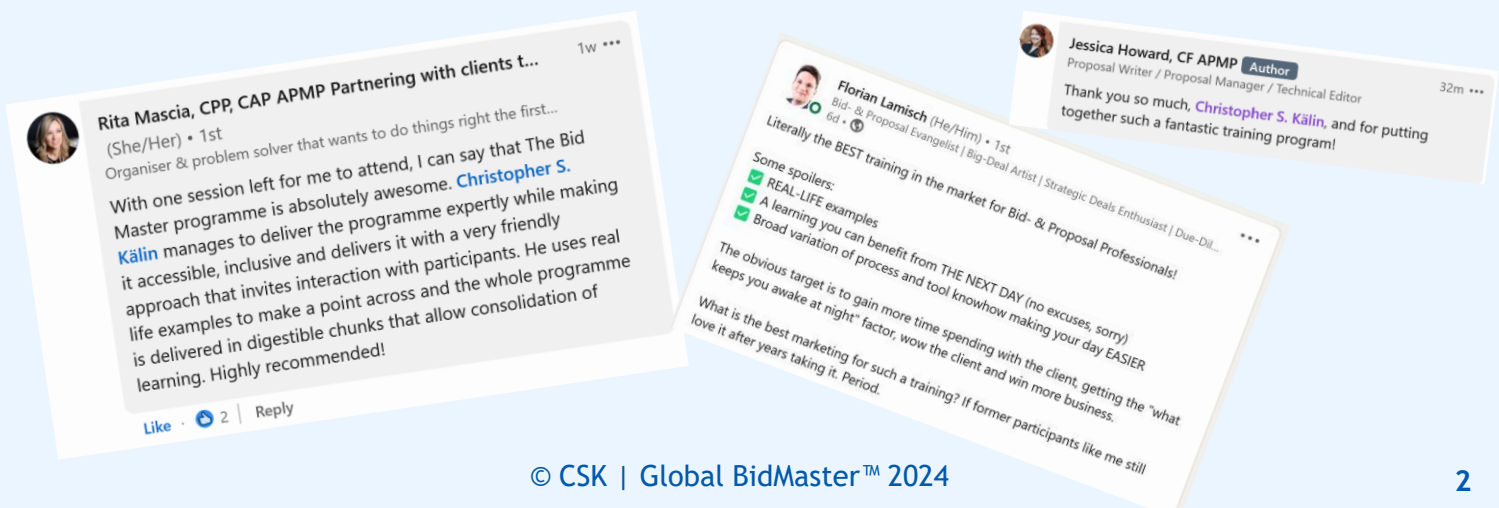 Rita Mascia, CPP, CAP APMP Partnering with clients t...
1w •••
(She/Her) • 1st
Organiser & problem solver that wants to do things right the first...
With one session left for me to attend, I can say that The Bid
Master programme is absolutely awesome. Christopher S.
Kälin manages to deliver the programme expertly while making
it accessible, inclusive and delivers it with a very friendly
approach that invites interaction with participants. He uses real
life examples to make a point across and the whole programme
is delivered in digestible chunks that allow consolidation of
learning. Highly recommended!
Like · 2 | Reply
Florian Lamisch (He/Him) • 1st
Bid- & Proposal Evangelist | Big-Deal Artist | Strategic Deals Enthusiast | Due-Dil...
6d •
•••
Literally the BEST training in the market for Bid- & Proposal Professionals!
Some spoilers:
✅ REAL-LIFE examples
✅ A learning you can benefit from THE NEXT DAY (no excuses, sorry)
✅ Broad variation of process and tool knowhow making your day EASIER
The obvious target is to gain more time spending with the client, getting the "what
keeps you awake at night" factor, wow the client and win more business.
What is the best marketing for such a training? If former participants like me still
love it after years taking it. Period.
Jessica Howard, CF APMP Author
32m •••
Proposal Writer / Proposal Manager / Technical Editor
Thank you so much, Christopher S. Kälin, and for putting
together such a fantastic training program!
© CSK | Global BidMaster™ 2024
2